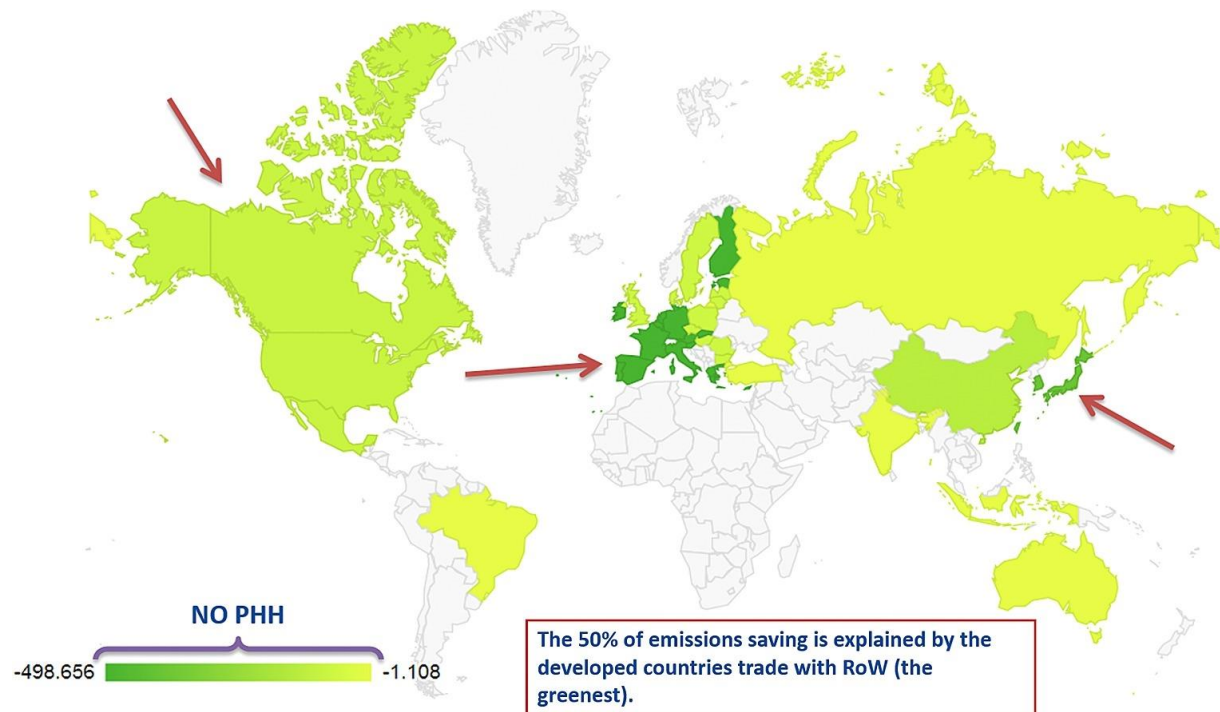 NO PHH
-498.656
-1.108
The 50% of emissions saving is explained by the
developed countries trade with RoW (the
greenest).